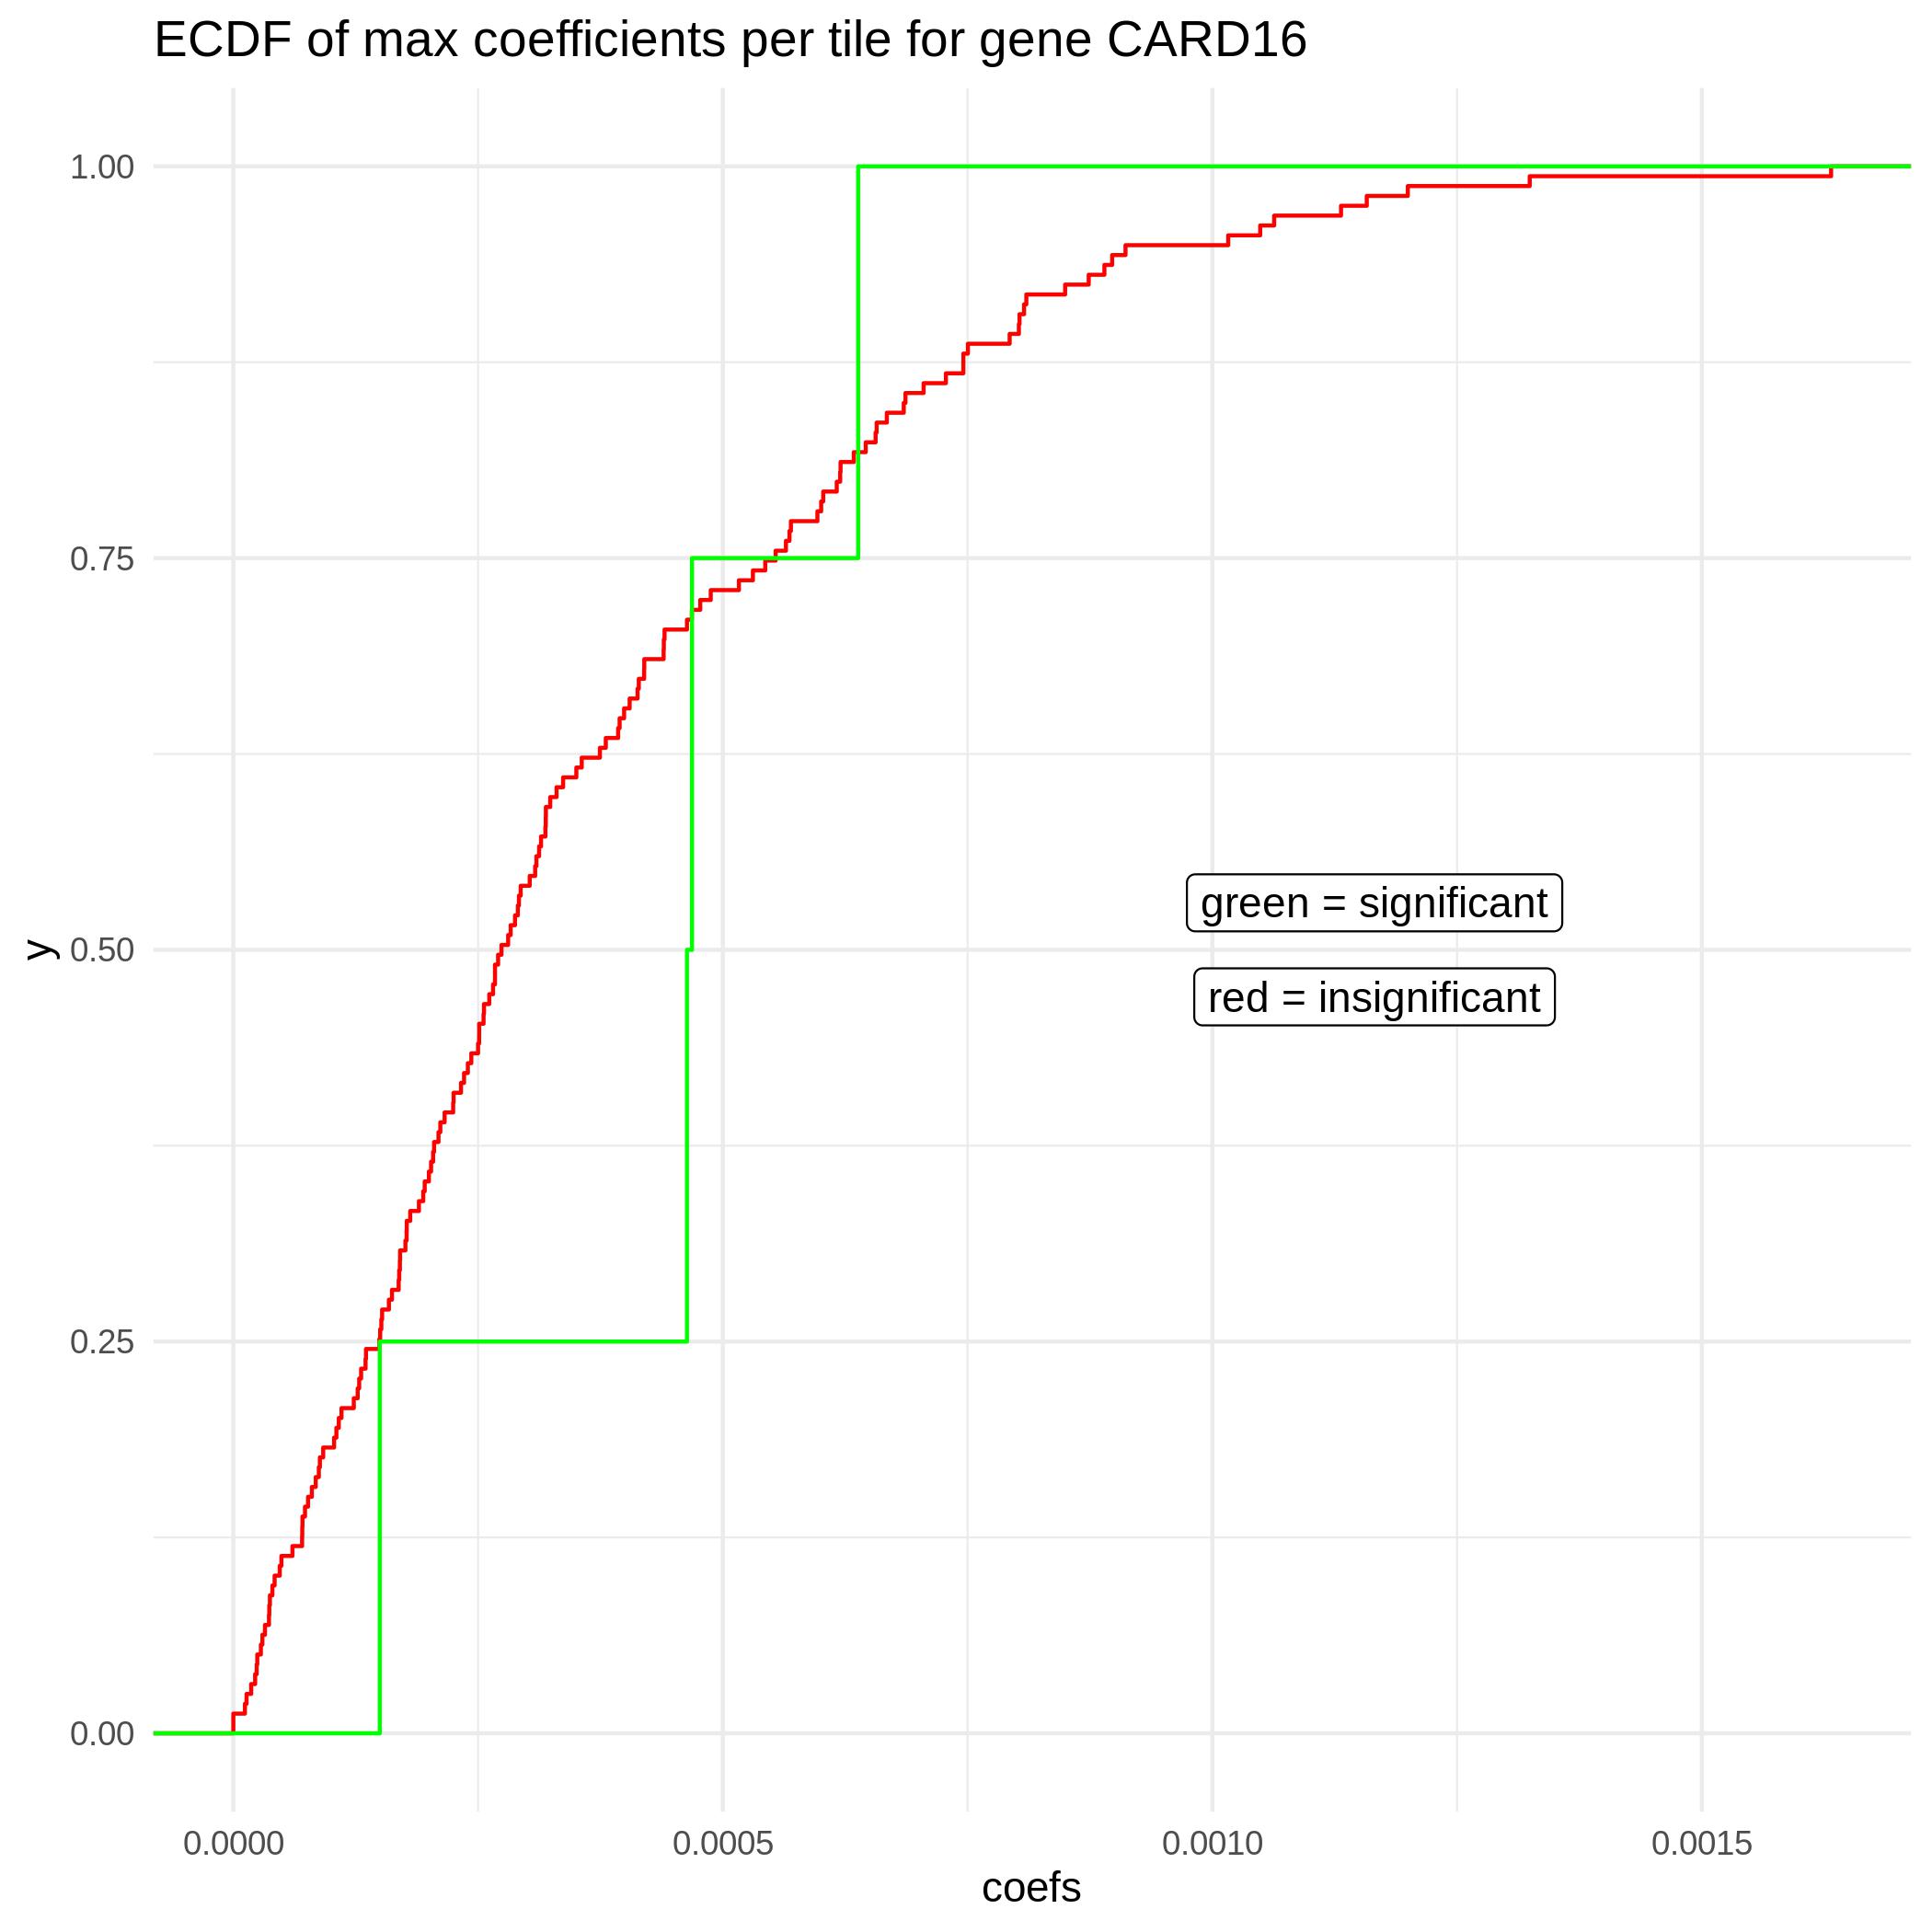 ECDF of max coefficients per tile for gene CARD16
1.00
0.75
0.50
0.25
0.00
y
green = significant
red = insignificant
0.0000
0.0005
0.0010
0.0015
coefs